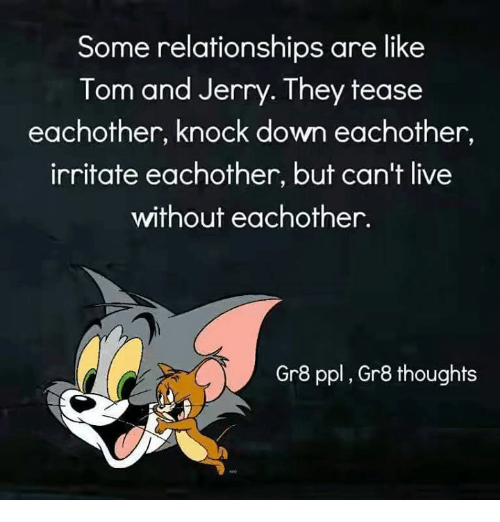 Some relationships are like
Tom and Jerry. They tease
eachother, knock down eachother,
irritate eachother, but can't live
without eachother.
Gr8 ppl , Gr8 thoughts